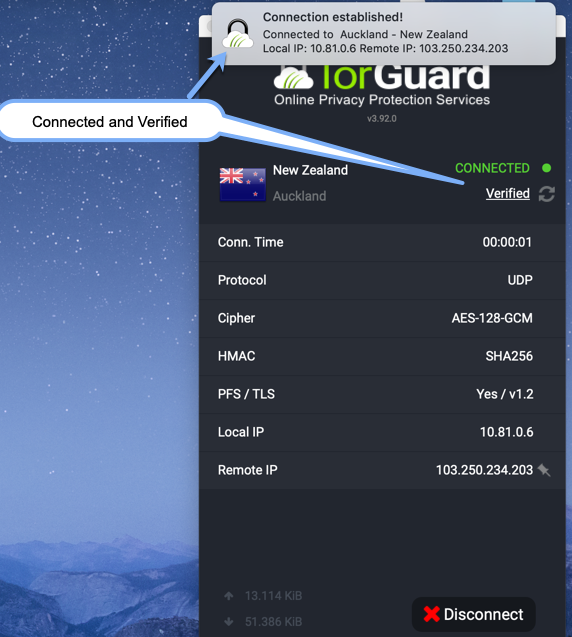 Connection established!
Connected to Auckland - New Zealand
Local IP: 10.81.0.6 Remote IP: 103.250.234.203
TorGuard
Online Privacy Protection Services
v3.92.0
Connected and Verified
New Zealand
CONNECTED
Auckland
Verified
Conn. Time 00:00:01
Protocol UDP
Cipher AES-128-GCM
HMAC SHA256
PFS / TLS Yes / v1.2
Local IP 10.81.0.6
Remote IP 103.250.234.203
13.114 KiB
51.386 KiB
Disconnect